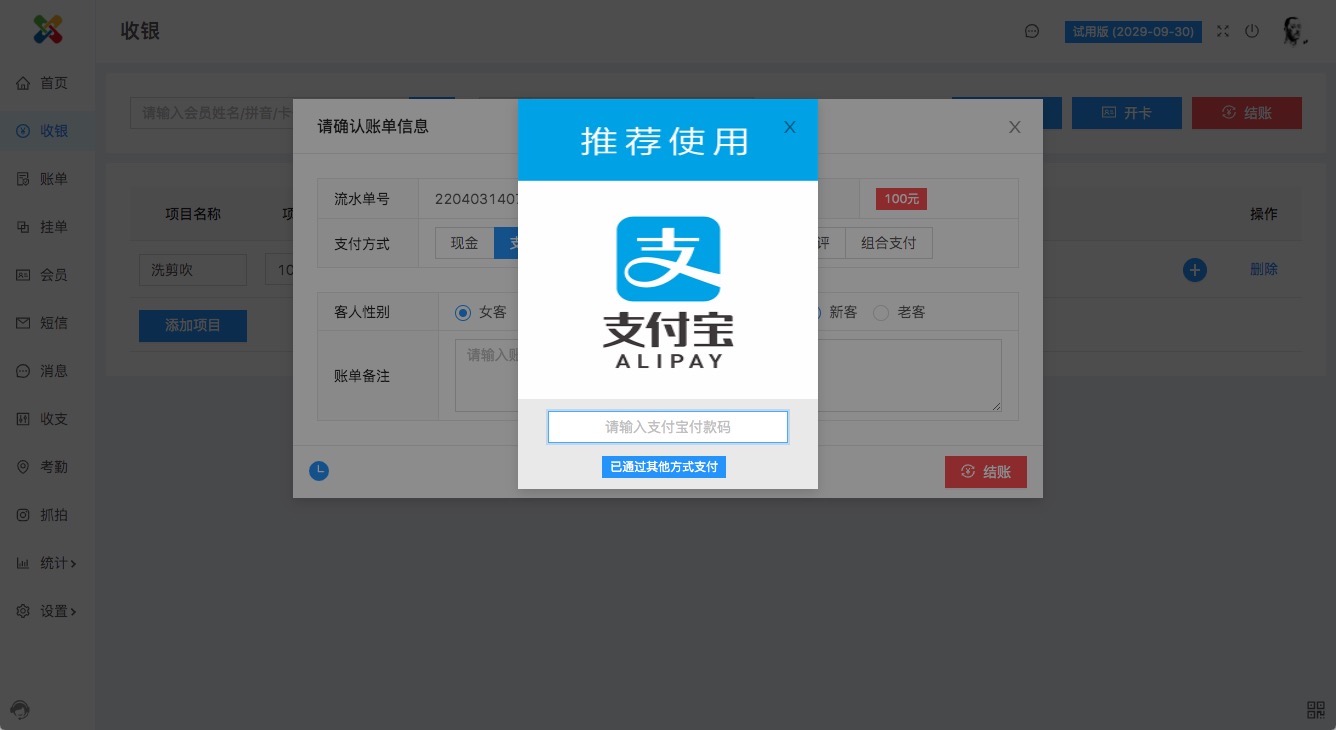 收银
试用版 (2029-09-30)
首页
收银
账单
挂单
会员
短信
消息
收支
考勤
抓拍
统计
设置
请输入会员姓名/拼音/卡
开卡
结账
项目名称
操作
洗剪吹
10
删除
添加项目
请确认账单信息
流水单号
2204031407
100元
支付方式
现金
组合支付
客人性别
女客
新客
老客
账单备注
请输入账
结账
推荐使用
支
支付宝
ALIPAY
请输入支付宝付款码
已通过其他方式支付